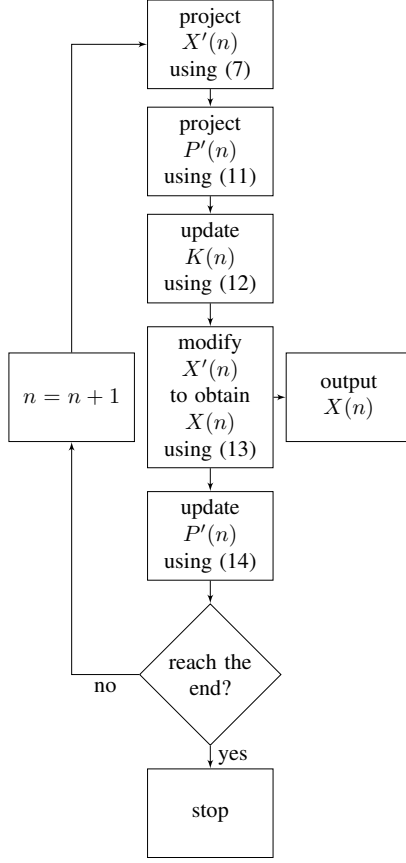 project
X′(n)
using (7)
project
P′(n)
using (11)
update
K(n)
using (12)
modify
X′(n)
to obtain
X(n)
using (13)
n = n + 1
output
X(n)
update
P′(n)
using (14)
reach the
end?
no
yes
stop